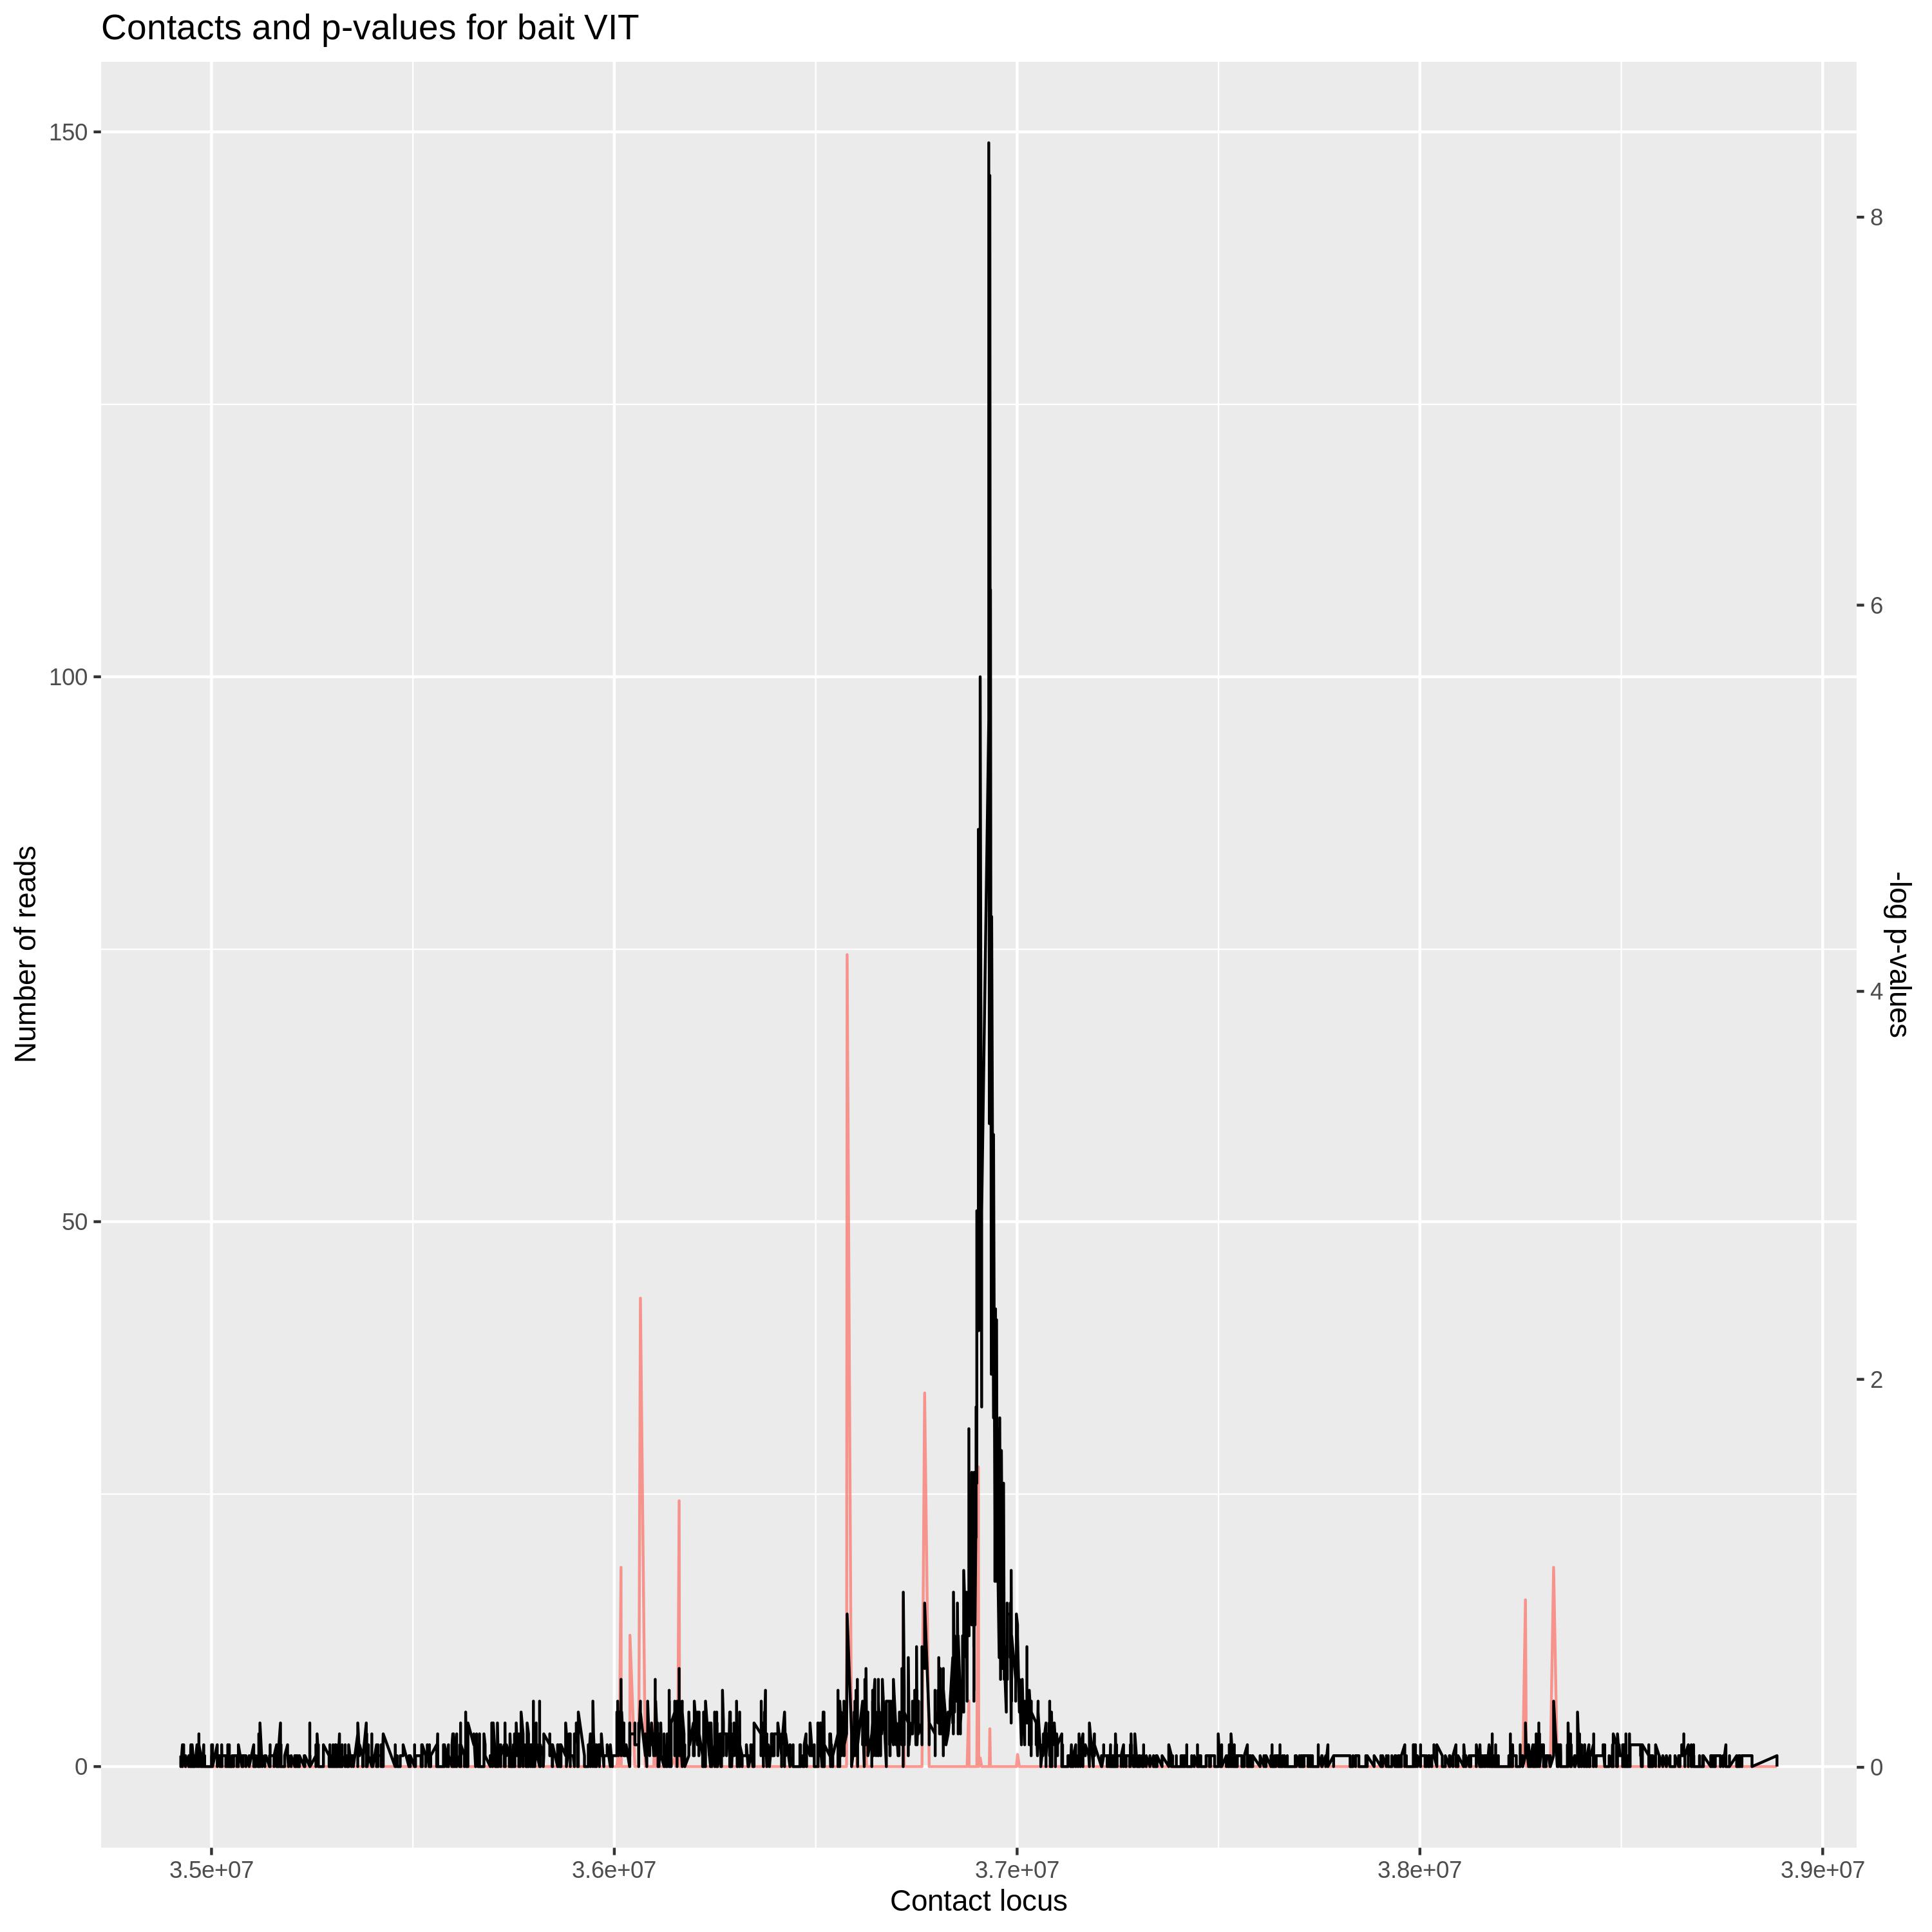 Contacts and p-values for bait VIT
150
100
50
0
Number of reads
8
6
4
2
0
-log p-values
3.5e+07
3.6e+07
3.7e+07
3.8e+07
3.9e+07
Contact locus